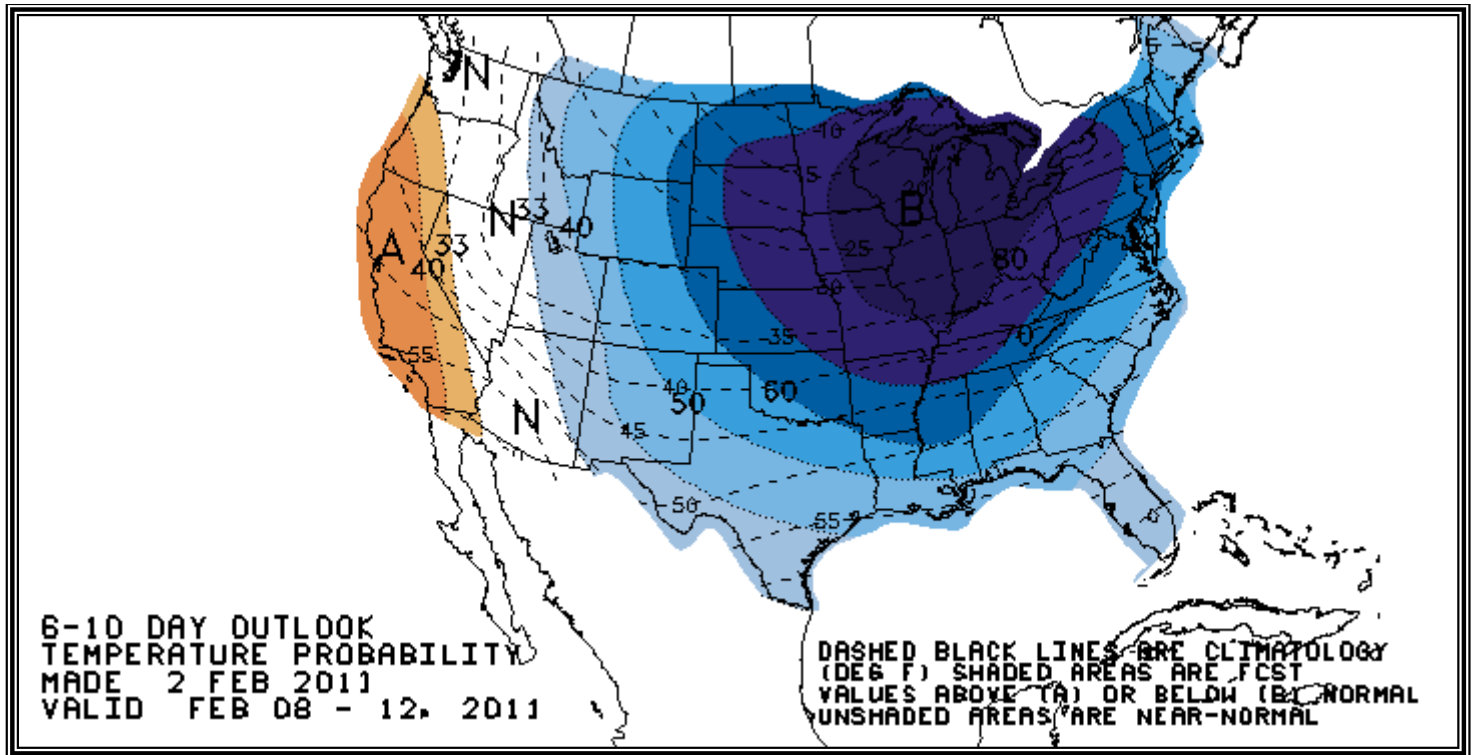 N
N
N
A
B
33
40
33
40
50
60
70
80
10
15
25
30
35
40
45
50
55
55
6-10 DAY OUTLOOK
TEMPERATURE PROBABILITY
MADE 2 FEB 2011
VALID FEB 08 - 12, 2011
DASHED BLACK LINES ARE CLIMATOLOGY
(DEG F) SHADED AREAS ARE FCST
VALUES ABOVE (A) OR BELOW (B) NORMAL
UNSHADED AREAS ARE NEAR-NORMAL